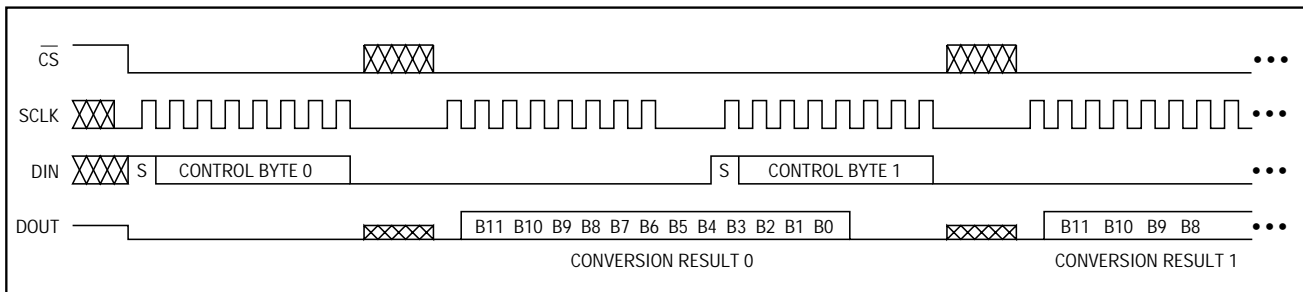 CS
SCLK
DIN S CONTROL BYTE 0 S CONTROL BYTE 1
DOUT B11 B10 B9 B8 B7 B6 B5 B4 B3 B2 B1 B0 B11 B10 B9 B8
CONVERSION RESULT 0 CONVERSION RESULT 1